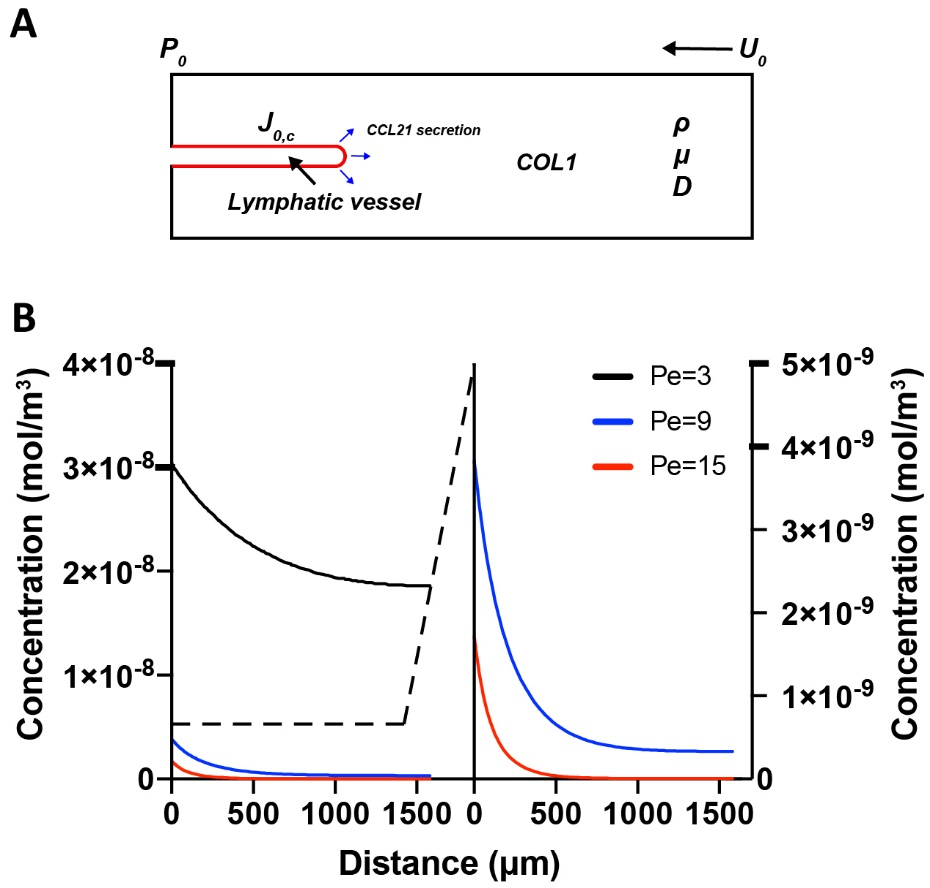 A
P₀
U₀
J₀,c
CCL21 secretion
ρ
μ
D
COL1
Lymphatic vessel
B
4×10⁻⁸
3×10⁻⁸
2×10⁻⁸
1×10⁻⁸
0
Concentration (mol/m³)
Pe=3
Pe=9
Pe=15
5×10⁻⁹
4×10⁻⁹
3×10⁻⁹
2×10⁻⁹
1×10⁻⁹
0
Concentration (mol/m³)
0 500 1000 1500 0 500 1000 1500
Distance (μm)